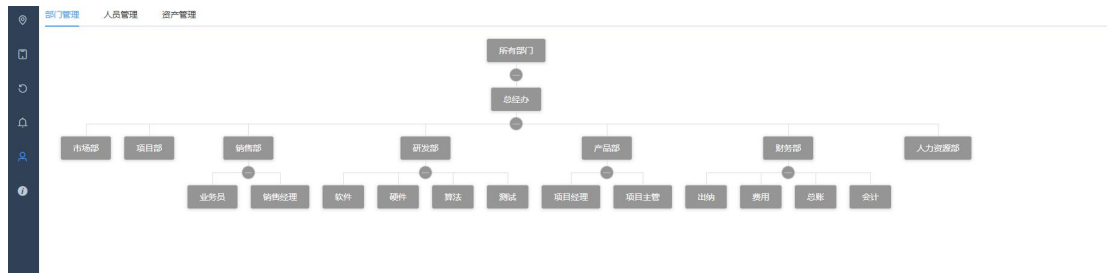 部门管理 人员管理 资产管理
所有部门
总经办
市场部 项目部 销售部 研发部 产品部 财务部 人力资源部
业务员 销售经理 软件 硬件 算法 测试 项目经理 项目主管 出纳 费用 总账 会计